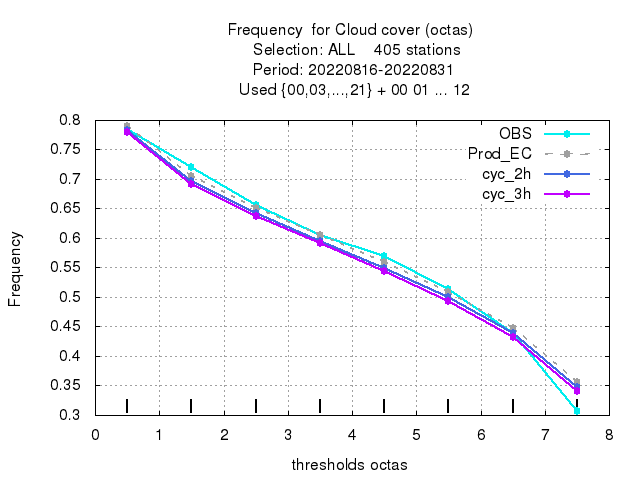 Frequency  for Cloud cover (octas)
Selection: ALL    405 stations
Period: 20220816-20220831
Used {00,03,...,21} + 00 01 ... 12
OBS
Prod_EC
cyc_2h
cyc_3h
0.8
0.75
0.7
0.65
0.6
0.55
0.5
0.45
0.4
0.35
0.3
Frequency
0 1 2 3 4 5 6 7 8
thresholds octas